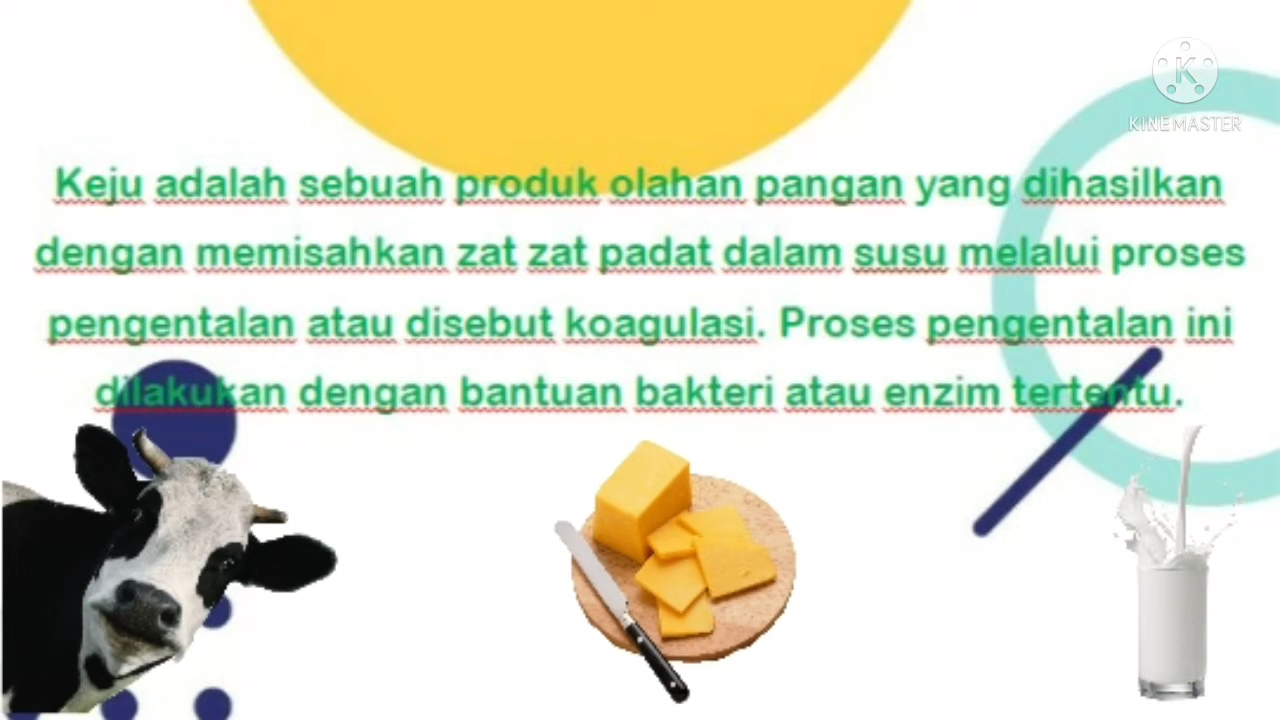 KINEMASTER
Keju adalah sebuah produk olahan pangan yang dihasilkan
dengan memisahkan zat zat padat dalam susu melalui proses
pengentalan atau disebut koagulasi. Proses pengentalan ini
dilakukan dengan bantuan bakteri atau enzim tertentu.